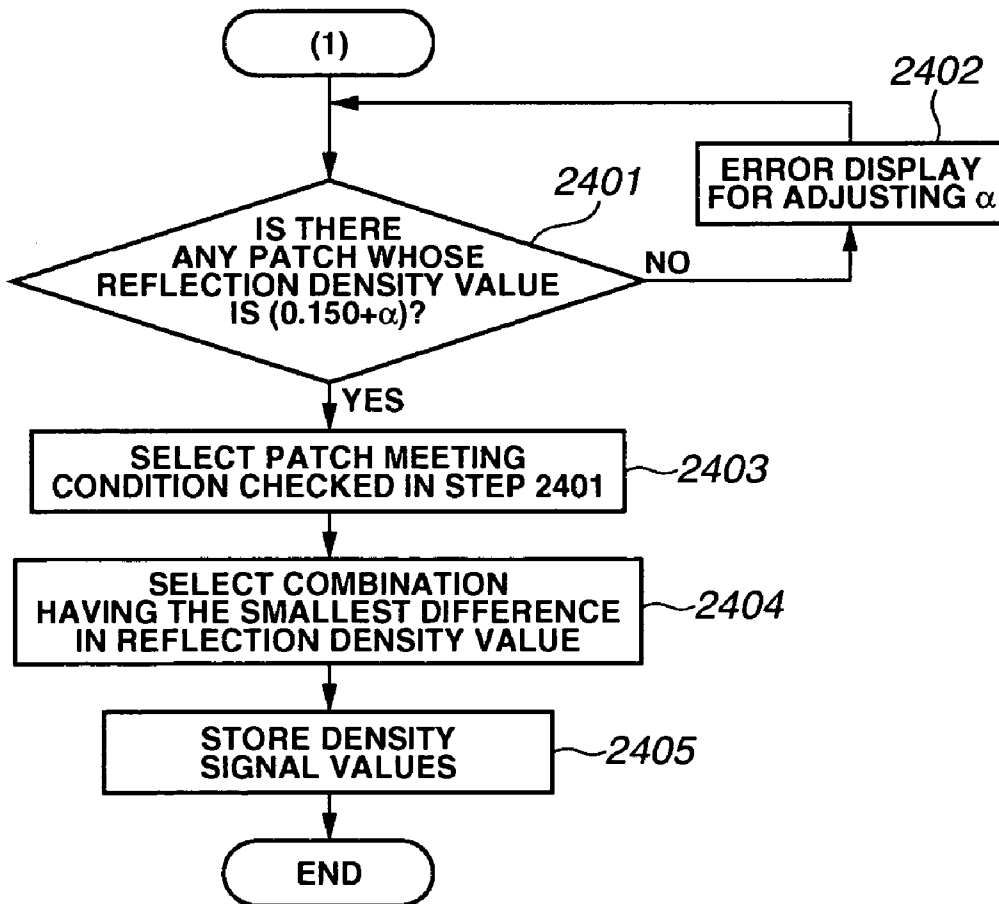 (1)
2402
ERROR DISPLAY
FOR ADJUSTING α
2401
IS THERE
ANY PATCH WHOSE
REFLECTION DENSITY VALUE
IS (0.150+α)?
NO
YES
SELECT PATCH MEETING
CONDITION CHECKED IN STEP 2401
2403
SELECT COMBINATION
HAVING THE SMALLEST DIFFERENCE
IN REFLECTION DENSITY VALUE
2404
STORE DENSITY
SIGNAL VALUES
2405
END